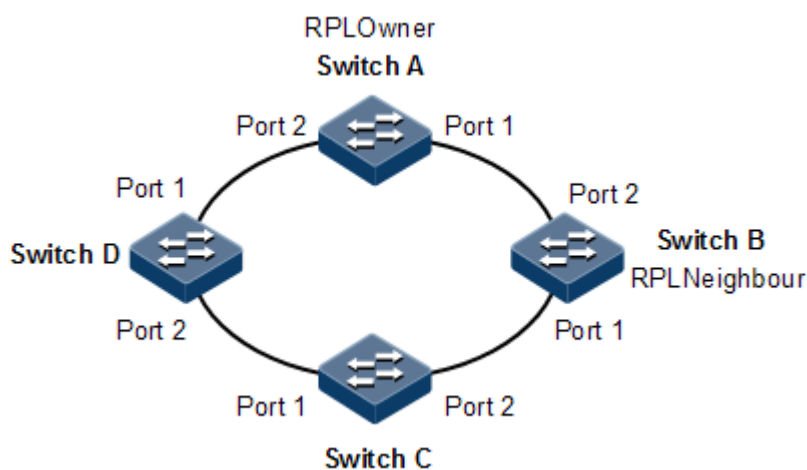 RPLOwner
Switch A
Port 2
Port 1
Port 1
Port 2
Switch D
Switch B
RPLNeighbour
Port 2
Port 1
Port 1
Port 2
Switch C